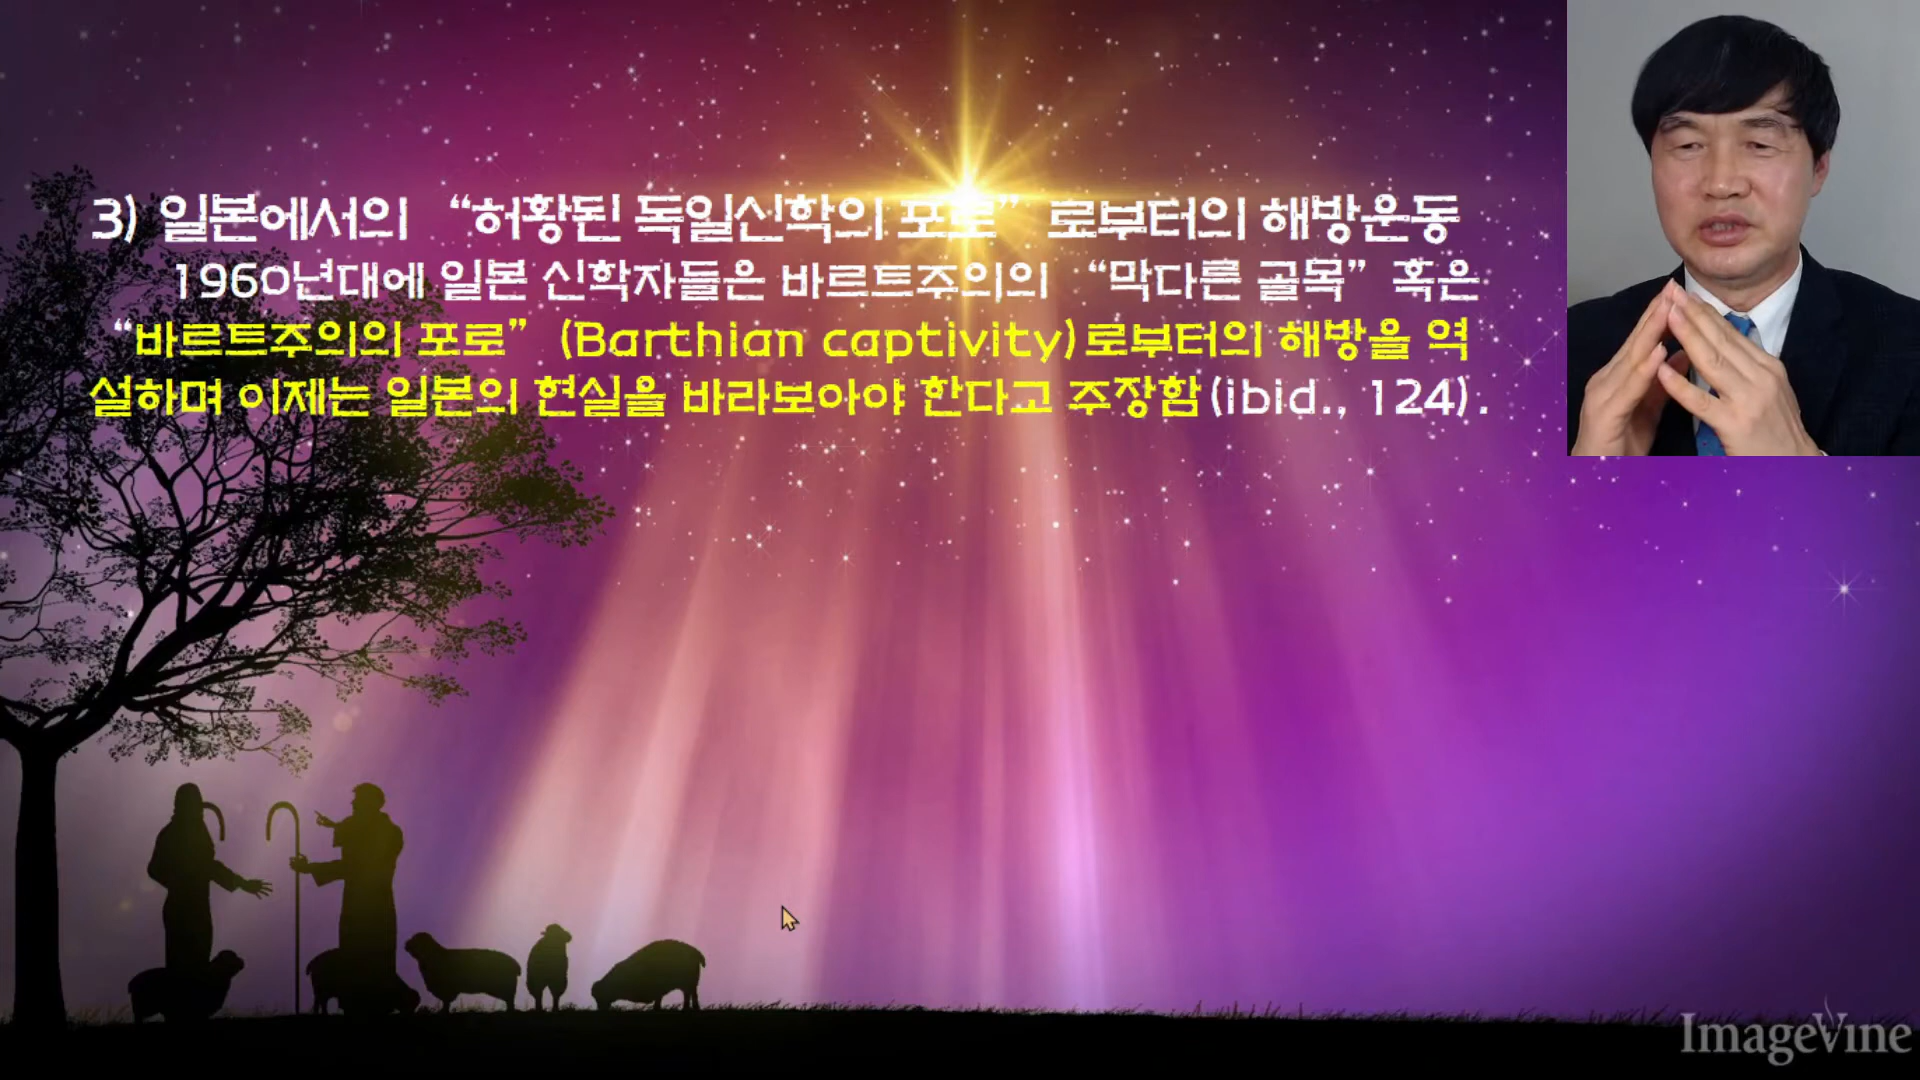 3) 일본에서의 “허황된 독일신학의 포로” 로부터의 해방운동
1960년대에 일본 신학자들은 바르트주의의 “막다른 골목” 혹은
“바르트주의의 포로” (Barthian captivity)로부터의 해방을 역
설하며 이제는 일본의 현실을 바라보아야 한다고 주장함(ibid., 124).
ImageVine